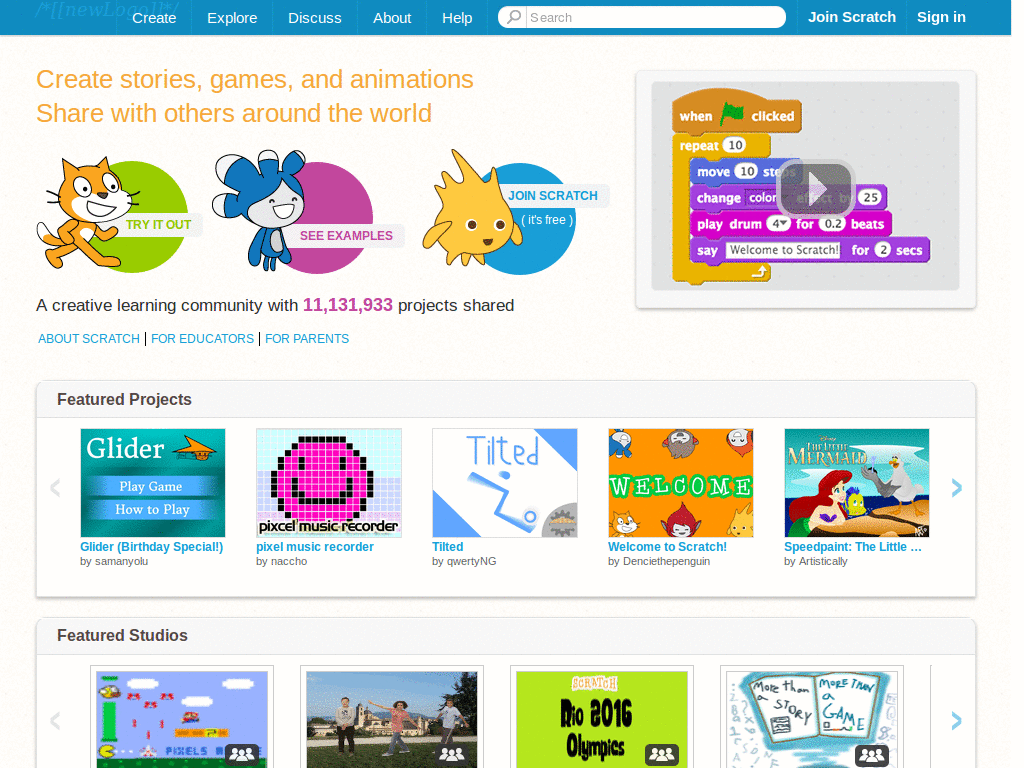 /*[[newLogo]]*/
Create
Explore
Discuss
About
Help
Search
Join Scratch
Sign in
Create stories, games, and animations
Share with others around the world
TRY IT OUT
SEE EXAMPLES
JOIN SCRATCH
( it's free )
when clicked
repeat 10
move 10 steps
change color effect by 25
play drum 4 for 0.2 beats
say Welcome to Scratch! for 2 secs
A creative learning community with 11,131,933 projects shared
ABOUT SCRATCH | FOR EDUCATORS | FOR PARENTS
Featured Projects
Glider
Play Game
How to Play
pixcel music recorder
Tilted
WELCOME
Disney
THE LITTLE
MERMAID
Glider (Birthday Special!)
by samanyolu
pixel music recorder
by naccho
Tilted
by qwertyNG
Welcome to Scratch!
by Denciethepenguin
Speedpaint: The Little ...
by Artistically
Featured Studios
PIXELS
SCRATCH
Rio 2016
Olympics
More than
a STORY
MORE THAN
a GAME